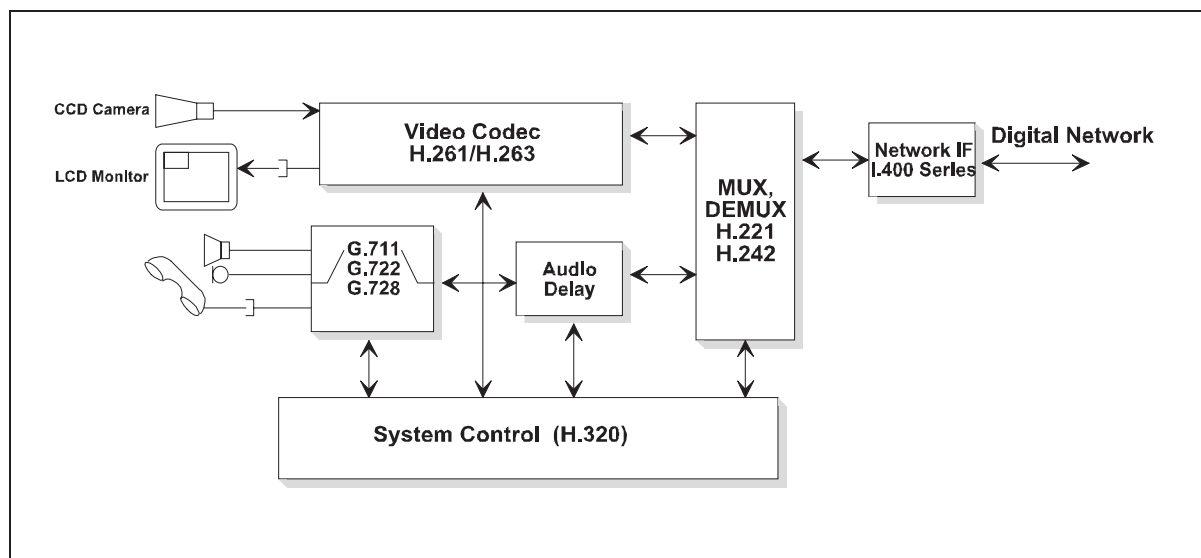 CCD Camera
LCD Monitor
Video Codec
H.261/H.263
G.711
G.722
G.728
Audio
Delay
MUX,
DEMUX
H.221
H.242
Network IF
I.400 Series
Digital Network
System Control (H.320)